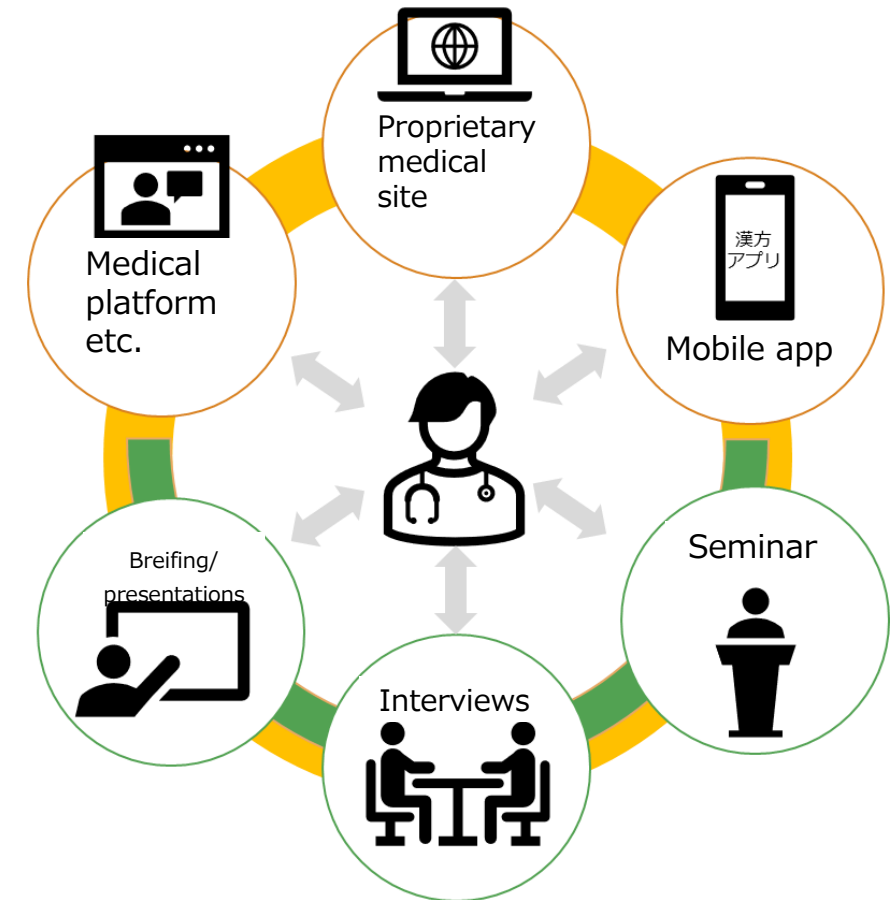 Proprietary
medical
site
Medical
platform
etc.
漢方
アプリ
Mobile app
Breifing/
presentations
Seminar
Interviews